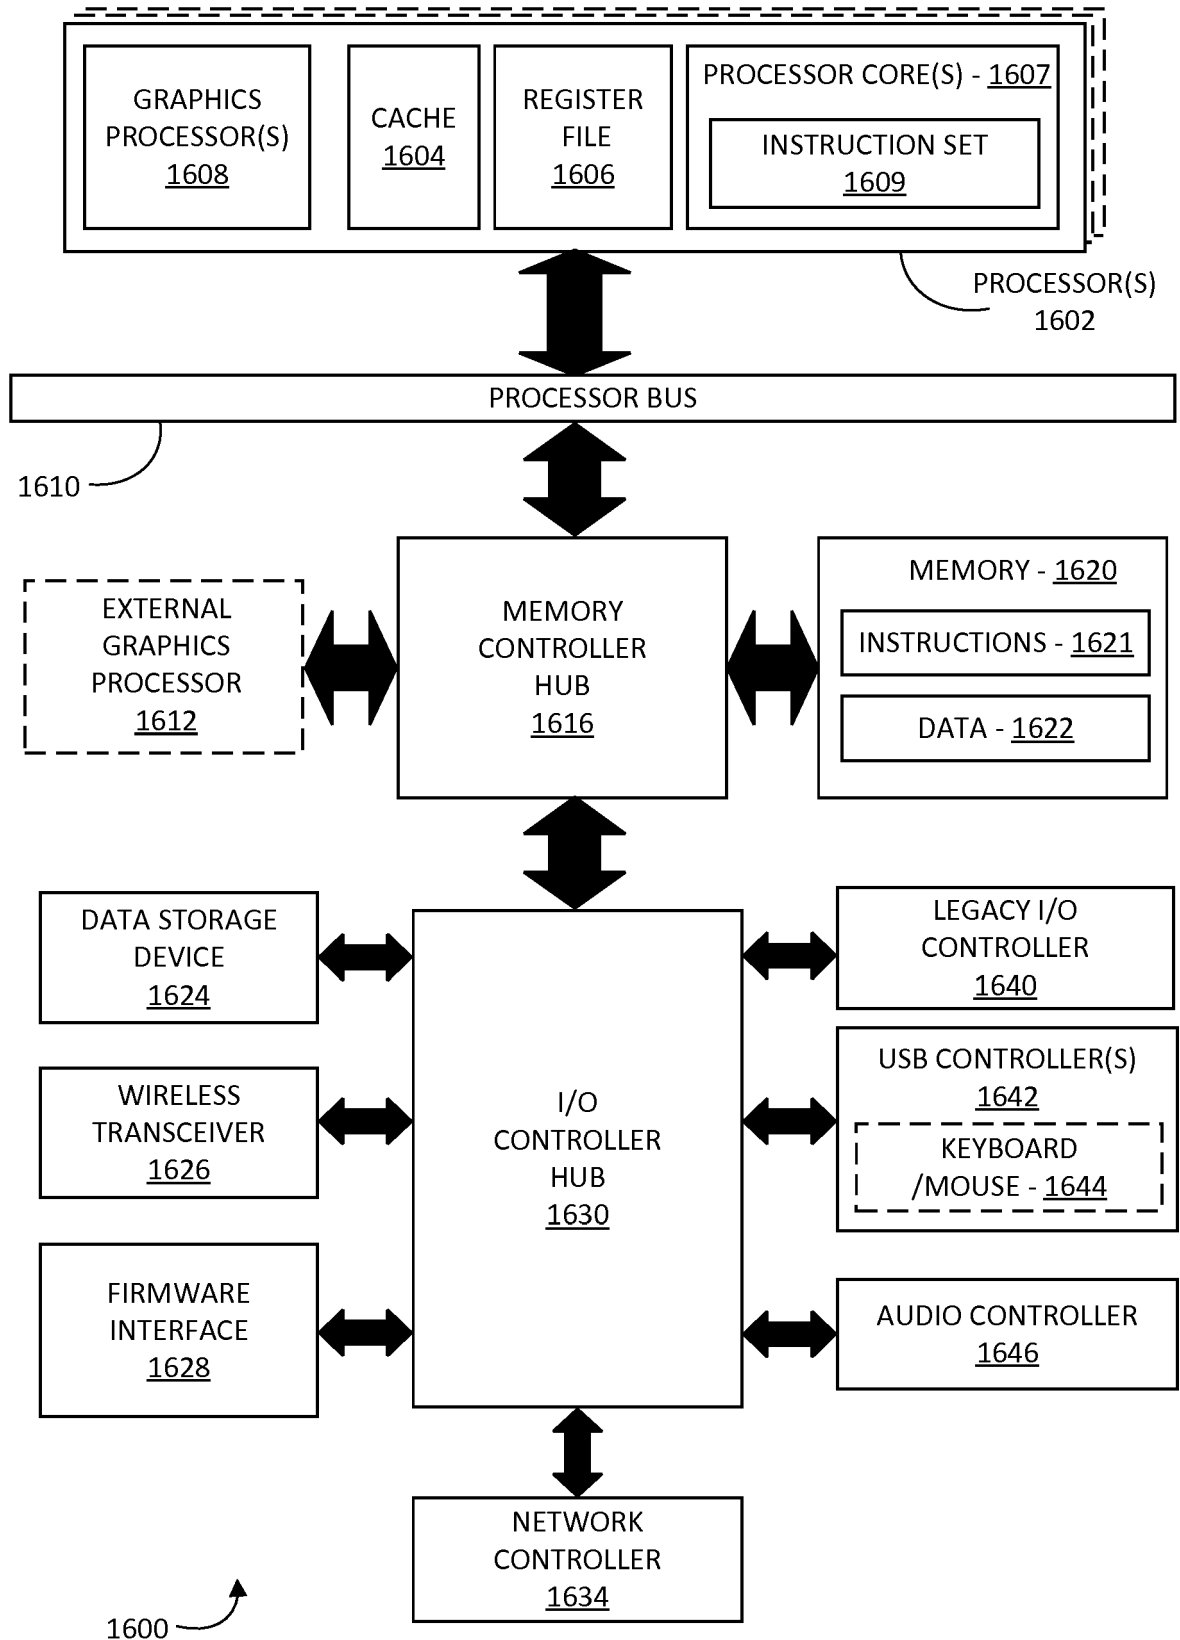 GRAPHICS
PROCESSOR(S)
1608
CACHE
1604
REGISTER
FILE
1606
PROCESSOR CORE(S) - 1607
INSTRUCTION SET
1609
PROCESSOR(S)
1602
PROCESSOR BUS
1610
EXTERNAL
GRAPHICS
PROCESSOR
1612
MEMORY
CONTROLLER
HUB
1616
MEMORY - 1620
INSTRUCTIONS - 1621
DATA - 1622
DATA STORAGE
DEVICE
1624
WIRELESS
TRANSCEIVER
1626
FIRMWARE
INTERFACE
1628
I/O
CONTROLLER
HUB
1630
LEGACY I/O
CONTROLLER
1640
USB CONTROLLER(S)
1642
KEYBOARD
/MOUSE - 1644
AUDIO CONTROLLER
1646
NETWORK
CONTROLLER
1634
1600